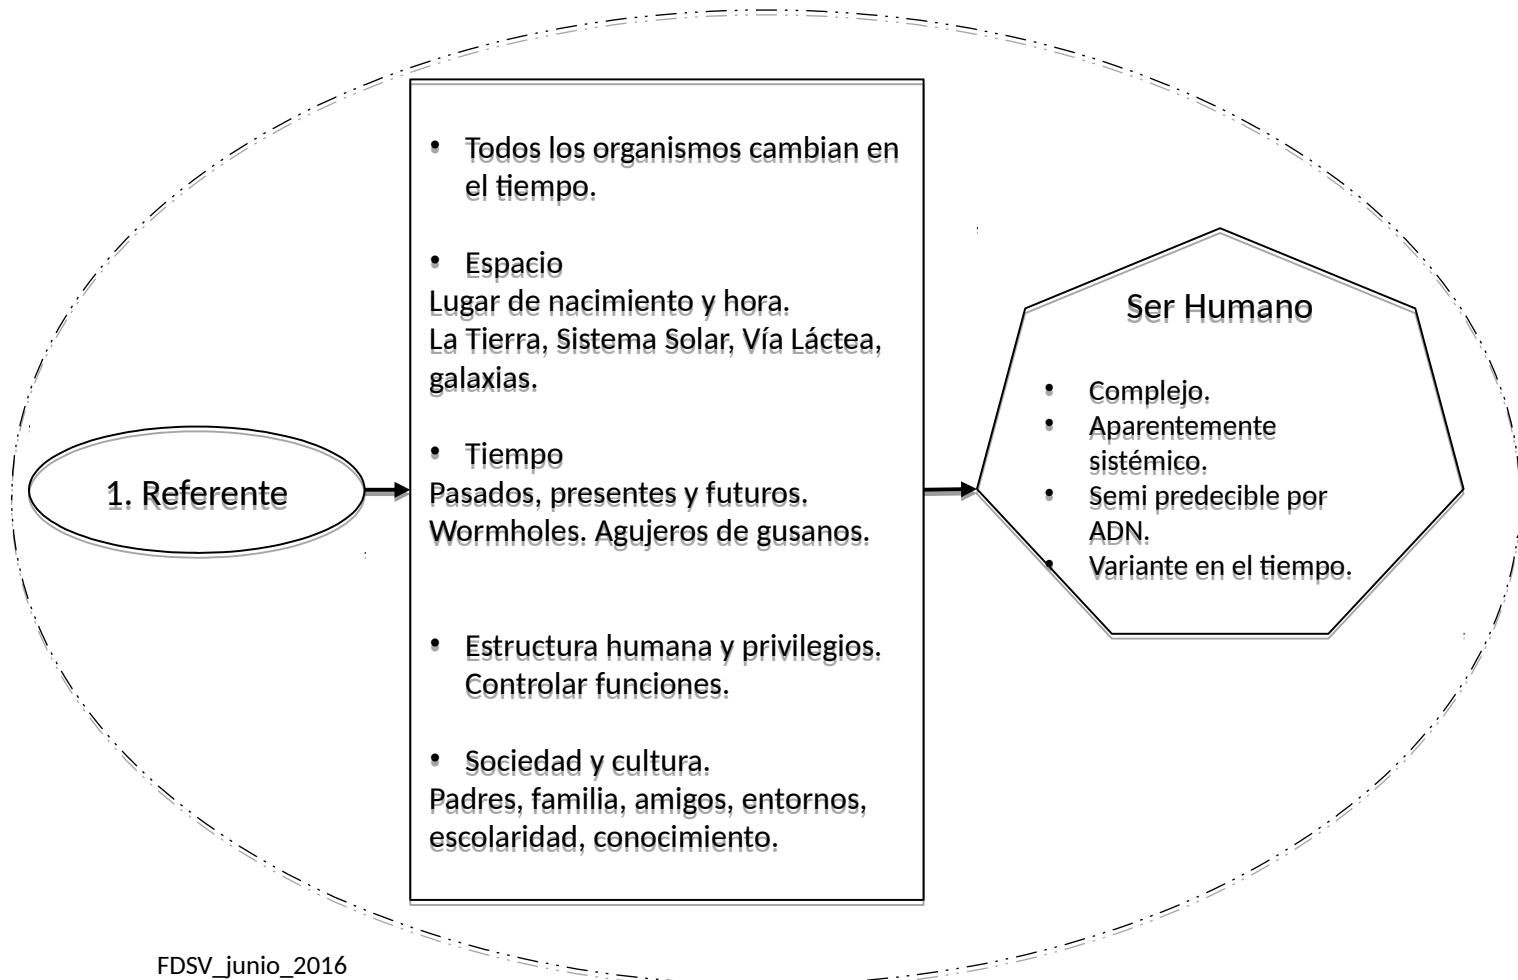 1. Referente
• Todos los organismos cambian en
el tiempo.
• Espacio
Lugar de nacimiento y hora.
La Tierra, Sistema Solar, Vía Láctea,
galaxias.
• Tiempo
Pasados, presentes y futuros.
Wormholes. Agujeros de gusanos.
• Estructura humana y privilegios.
Controlar funciones.
• Sociedad y cultura.
Padres, familia, amigos, entornos,
escolaridad, conocimiento.
Ser Humano
• Complejo.
• Aparentemente
sistémico.
• Semi predecible por
ADN.
• Variante en el tiempo.
FDSV_junio_2016